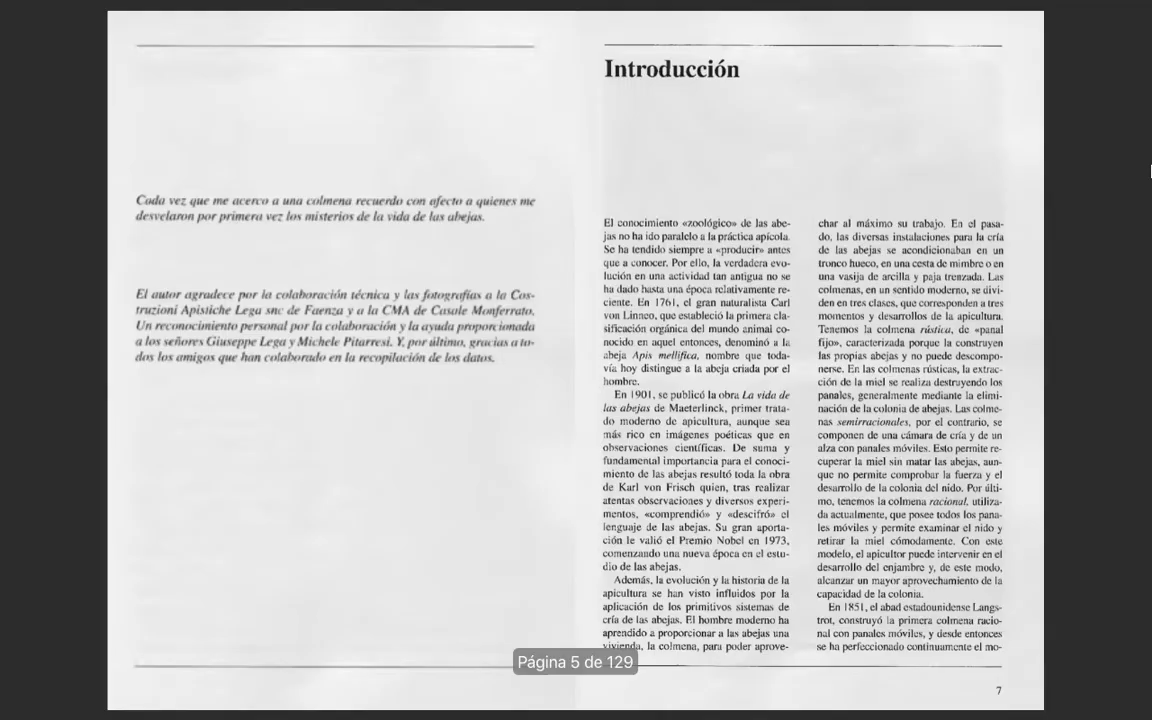 Cada vez que me acerco a una colmena recuerdo con afecto a quienes me
desvelaron por primera vez los misterios de la vida de las abejas.
El autor agradece por la colaboración técnica y las fotografías a la Cos-
truzioni Apistiche Lega snc de Faenza y a la CMA de Casale Monferrato.
Un reconocimiento personal por la colaboración y la ayuda proporcionada
a los señores Giuseppe Lega y Michele Pitarresi. Y, por último, gracias a to-
dos los amigos que han colaborado en la recopilación de los datos.
Introducción
El conocimiento «zoológico» de las abe-
jas no ha ido paralelo a la práctica apícola.
Se ha tendido siempre a «producir» antes
que a conocer. Por ello, la verdadera evo-
lución en una actividad tan antigua no se
ha dado hasta una época relativamente re-
ciente. En 1761, el gran naturalista Carl
von Linneo, que estableció la primera cla-
sificación orgánica del mundo animal co-
nocido en aquel entonces, denominó a la
abeja Apis mellifica, nombre que toda-
vía hoy distingue a la abeja criada por el
hombre.
En 1901, se publicó la obra La vida de
las abejas de Maeterlinck, primer trata-
do moderno de apicultura, aunque sea
más rico en imágenes poéticas que en
observaciones científicas. De suma y
fundamental importancia para el conoci-
miento de las abejas resultó toda la obra
de Karl von Frisch quien, tras realizar
atentas observaciones y diversos experi-
mentos, «comprendió» y «descifró» el
lenguaje de las abejas. Su gran aporta-
ción le valió el Premio Nobel en 1973,
comenzando una nueva época en el estu-
dio de las abejas.
Además, la evolución y la historia de la
apicultura se han visto influidos por la
aplicación de los primitivos sistemas de
cría de las abejas. El hombre moderno ha
aprendido a proporcionar a las abejas una
vivienda, la colmena, para poder aprove-
char al máximo su trabajo. En el pasa-
do, las diversas instalaciones para la cría
de las abejas se acondicionaban en un
tronco hueco, en una cesta de mimbre o en
una vasija de arcilla y paja trenzada. Las
colmenas, en un sentido moderno, se divi-
den en tres clases, que corresponden a tres
momentos y desarrollos de la apicultura.
Tenemos la colmena rústica, de «panal
fijo», caracterizada porque la construyen
las propias abejas y no puede descompo-
nerse. En las colmenas rústicas, la extrac-
ción de la miel se realiza destruyendo los
panales, generalmente mediante la elimi-
nación de la colonia de abejas. Las colme-
nas semirracionales, por el contrario, se
componen de una cámara de cría y de un
alza con panales móviles. Esto permite re-
cuperar la miel sin matar las abejas, aun-
que no permite comprobar la fuerza y el
desarrollo de la colonia del nido. Por últi-
mo, tenemos la colmena racional, utiliza-
da actualmente, que posee todos los pana-
les móviles y permite examinar el nido y
retirar la miel cómodamente. Con este
modelo, el apicultor puede intervenir en el
desarrollo del enjambre y, de este modo,
alcanzar un mayor aprovechamiento de la
capacidad de la colonia.
En 1851, el abad estadounidense Langs-
trot, construyó la primera colmena racio-
nal con panales móviles, y desde entonces
se ha perfeccionado continuamente el mo-
Página 5 de 129
7